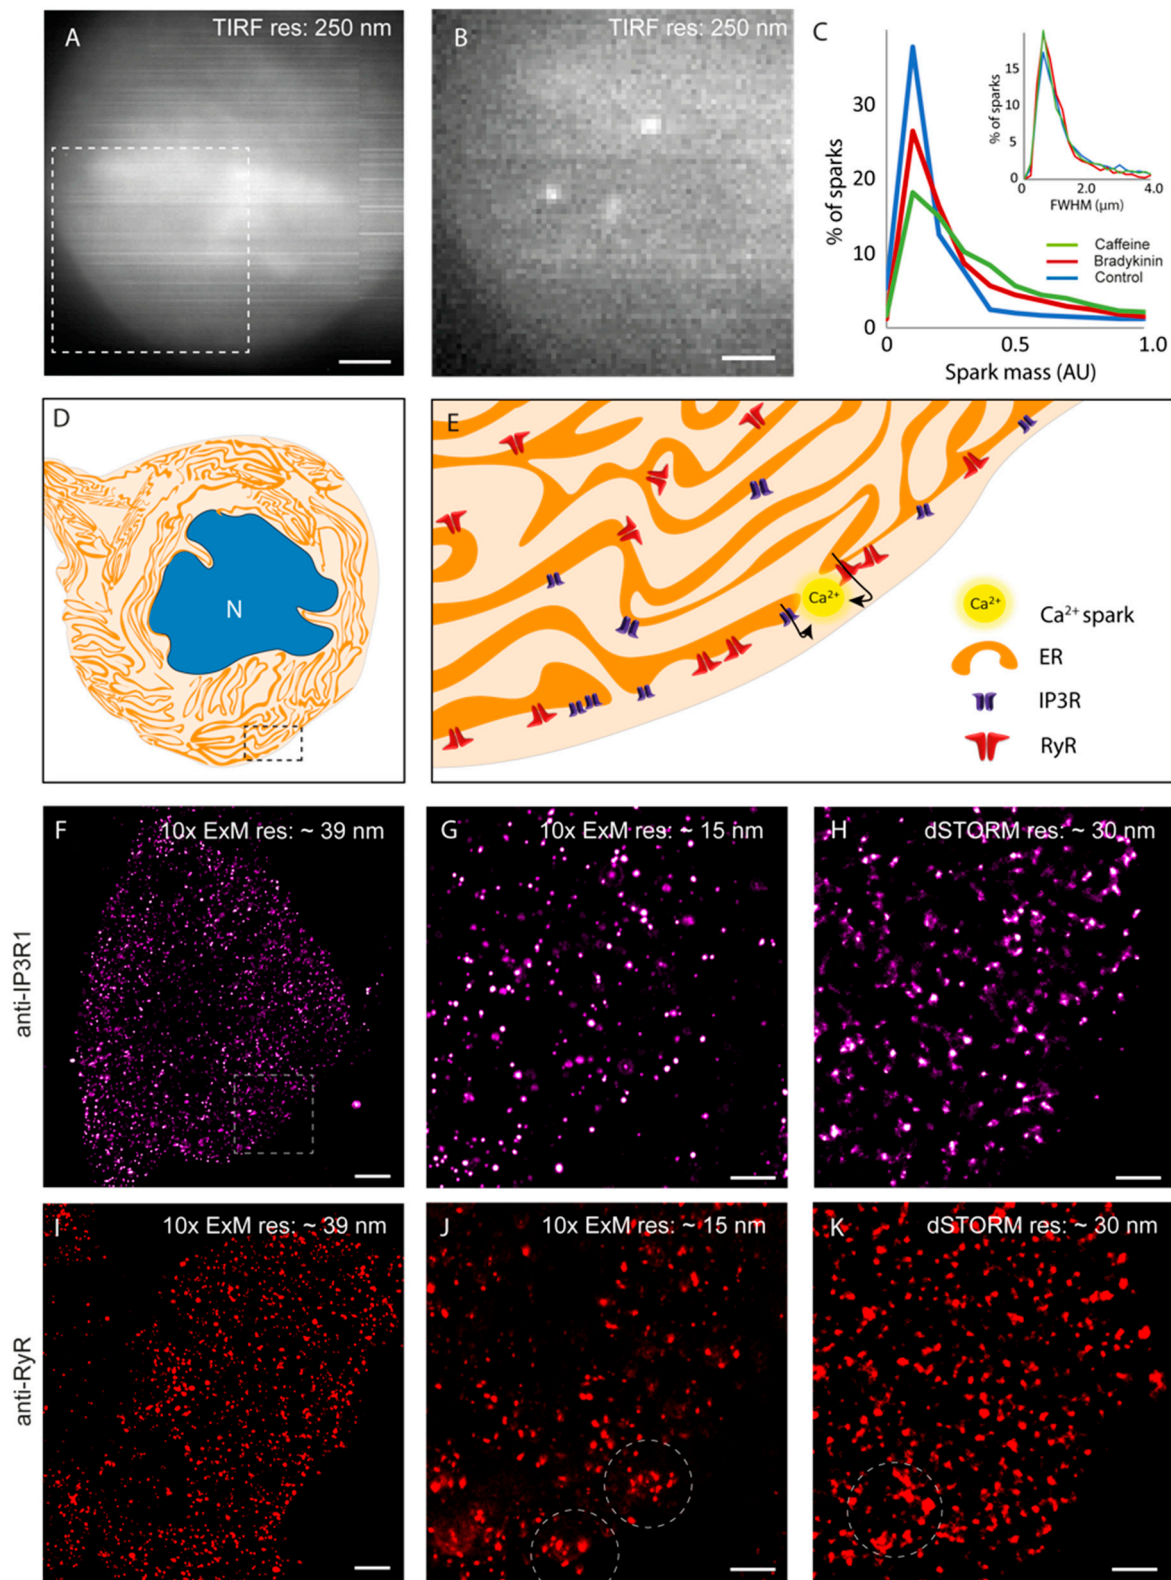 A
TIRF res: 250 nm
B
TIRF res: 250 nm
C
% of sparks
30
20
10
0
0
0.5
1.0
Spark mass (AU)
% of sparks
15
10
5
0
0
2.0
4.0
FWHM (µm)
Caffeine
Bradykinin
Control
D
N
E
Ca²⁺
Ca²⁺
Ca²⁺ spark
ER
IP3R
RyR
anti-IP3R1
F
10x ExM res: ~ 39 nm
G
10x ExM res: ~ 15 nm
H
dSTORM res: ~ 30 nm
anti-RyR
I
10x ExM res: ~ 39 nm
J
10x ExM res: ~ 15 nm
K
dSTORM res: ~ 30 nm